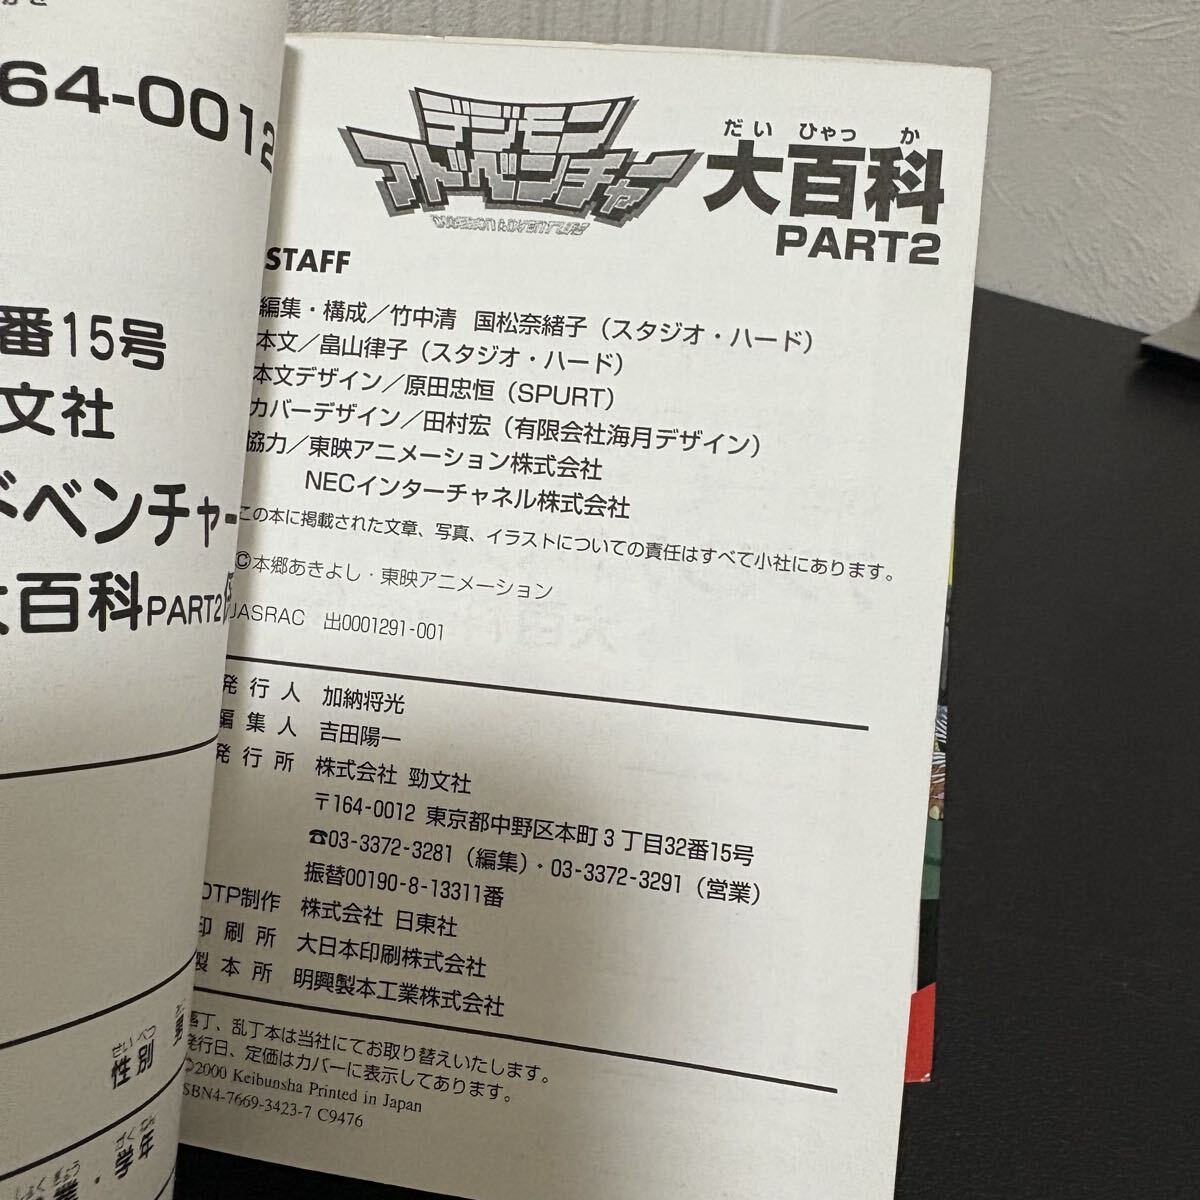 64-0012
番15号
文社
ドベンチャー
大百科PART2係
性別
学年
デジモン
アドベンチャー
DIGIMON ADVENTURE
だい ひゃっ か
大百科
PART2
STAFF
編集・構成／竹中清 国松奈緒子（スタジオ・ハード）
本文／畠山律子（スタジオ・ハード）
本文デザイン／原田忠恒（SPURT）
カバーデザイン／田村宏（有限会社海月デザイン）
協力／東映アニメーション株式会社
NECインターチャネル株式会社
この本に掲載された文章、写真、イラストについての責任はすべて小社にあります。
©本郷あきよし・東映アニメーション
JASRAC 出0001291-001
発行人 加納将光
編集人 吉田陽一
発行所 株式会社 勁文社
〒164-0012 東京都中野区本町3丁目32番15号
☎03-3372-3281（編集）・03-3372-3291（営業）
振替00190-8-13311番
DTP制作 株式会社 日東社
印刷所 大日本印刷株式会社
製本所 明興製本工業株式会社
落丁、乱丁本は当社にてお取り替えいたします。
発行日、定価はカバーに表示してあります。
©2000 Keibunsha Printed in Japan
ISBN4-7669-3423-7 C9476